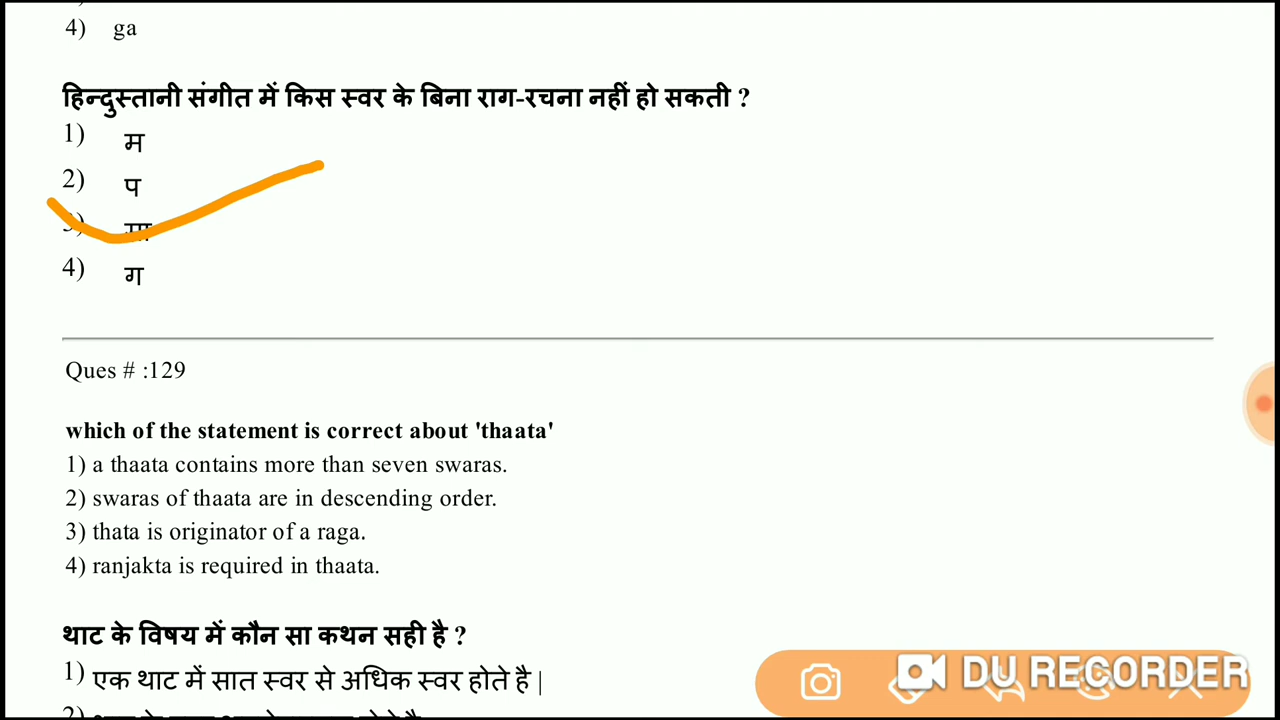 4) ga
हिन्दुस्तानी संगीत में किस स्वर के बिना राग-रचना नहीं हो सकती ?
1) म
2) प
3) सा
4) ग
Ques # :129
which of the statement is correct about 'thaata'
1) a thaata contains more than seven swaras.
2) swaras of thaata are in descending order.
3) thata is originator of a raga.
4) ranjakta is required in thaata.
थाट के विषय में कौन सा कथन सही है ?
1) एक थाट में सात स्वर से अधिक स्वर होते है |
2)
DU RECORDER